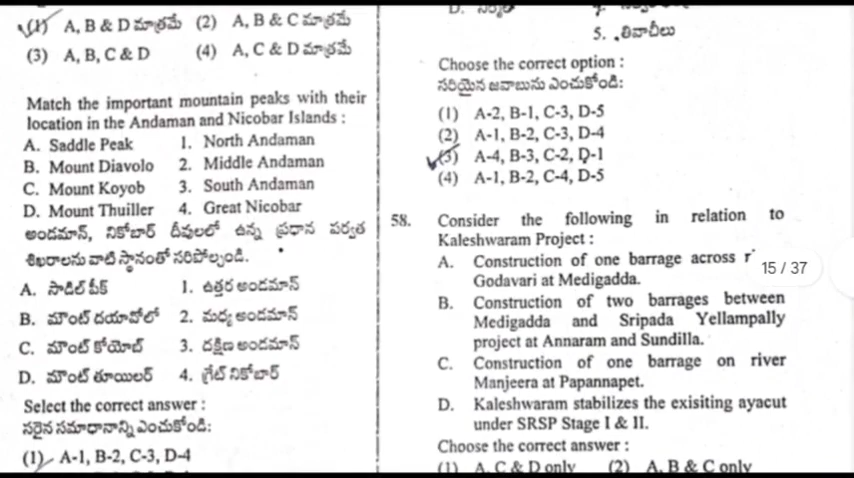 (1) A, B & D మాత్రమే (2) A, B & C మాత్రమే
(3) A, B, C & D (4) A, C & D మాత్రమే
Match the important mountain peaks with their
location in the Andaman and Nicobar Islands :
A. Saddle Peak 1. North Andaman
B. Mount Diavolo 2. Middle Andaman
C. Mount Koyob 3. South Andaman
D. Mount Thuiller 4. Great Nicobar
అండమాన్, నికోబార్ దీవులలో ఉన్న ప్రధాన పర్వత
శిఖరాలను వాటి స్థానంతో సరిపోల్చండి.
A. సాడిల్ పీక్ 1. ఉత్తర అండమాన్
B. మౌంట్ దయావోలో 2. మధ్య అండమాన్
C. మౌంట్ కోయోబ్ 3. దక్షిణ అండమాన్
D. మౌంట్ తూయిలర్ 4. గ్రేట్ నికోబార్
Select the correct answer :
సరైన సమాధానాన్ని ఎంచుకోండి:
(1) A-1, B-2, C-3, D-4
5. తివాచీలు
Choose the correct option :
సరియైన జవాబును ఎంచుకోండి:
(1) A-2, B-1, C-3, D-5
(2) A-1, B-2, C-3, D-4
(3) A-4, B-3, C-2, D-1
(4) A-1, B-2, C-4, D-5
58. Consider the following in relation to
Kaleshwaram Project :
A. Construction of one barrage across
Godavari at Medigadda.
B. Construction of two barrages between
Medigadda and Sripada Yellampally
project at Annaram and Sundilla.
C. Construction of one barrage on river
Manjeera at Papannapet.
D. Kaleshwaram stabilizes the exisiting ayacut
under SRSP Stage I & II.
Choose the correct answer :
(1) A, C & D only (2) A, B & C only
15 / 37